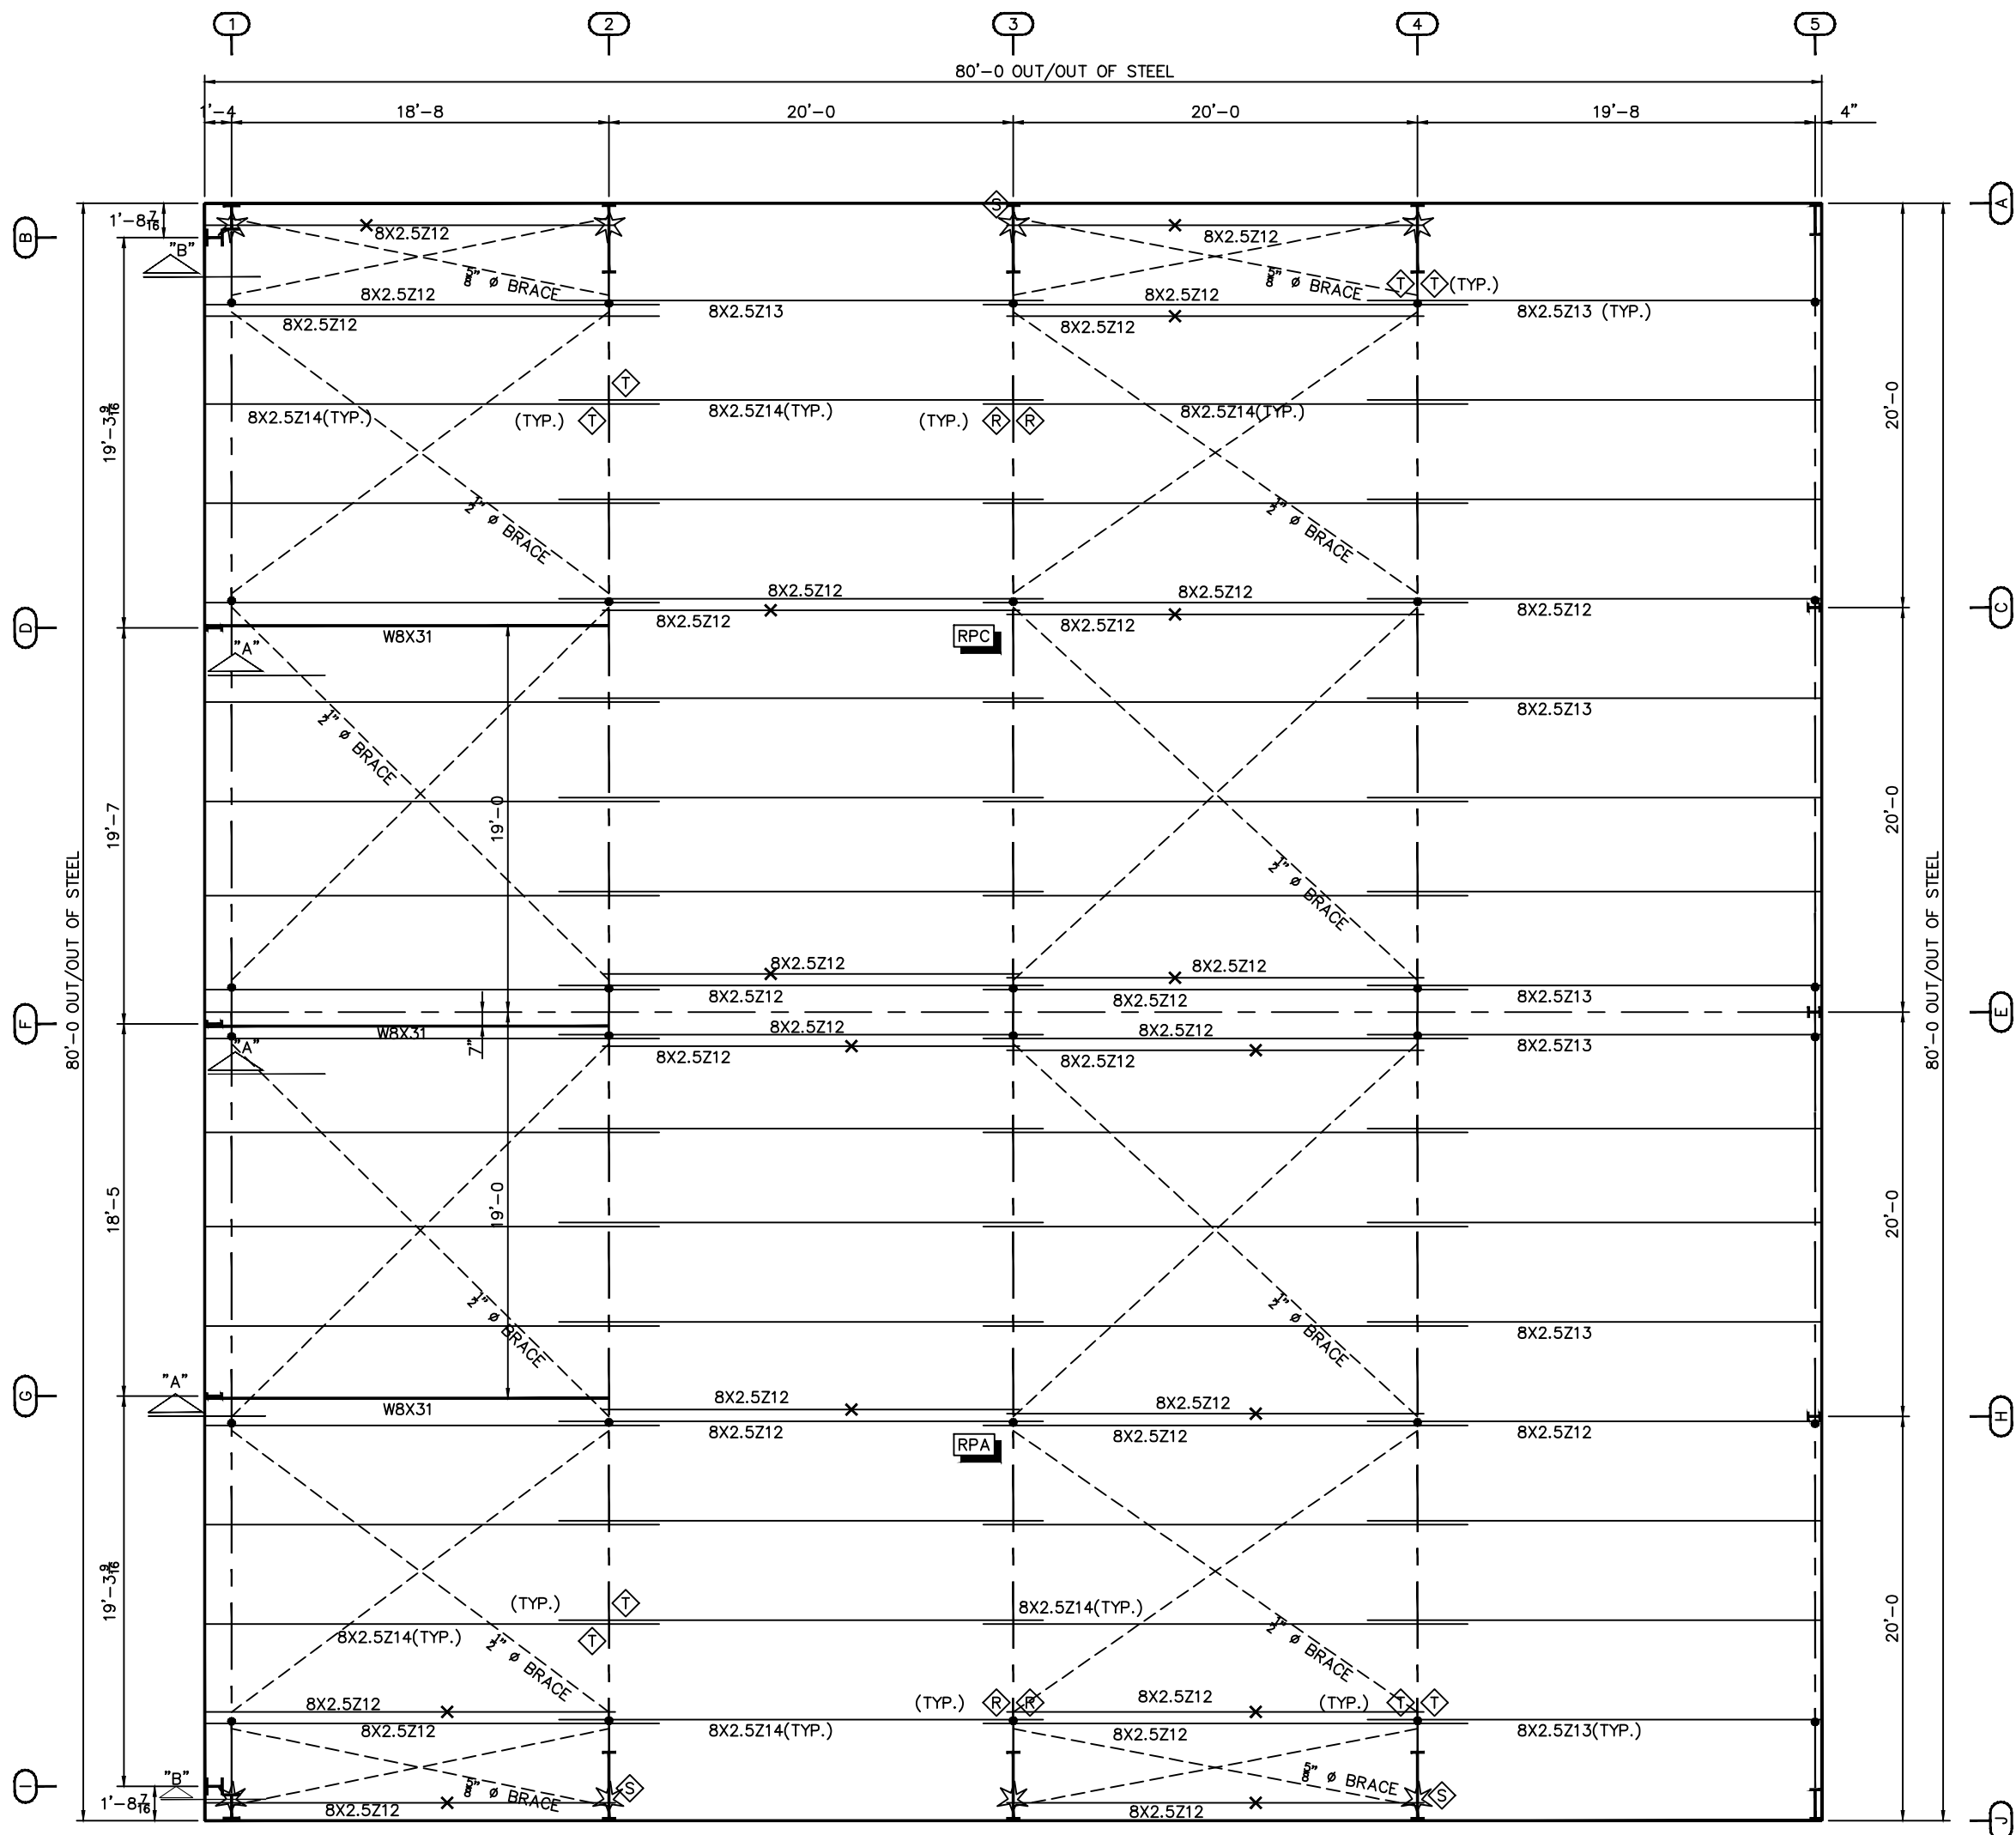 1 2 3 4 5
80'-0 OUT/OUT OF STEEL
1'-4 18'-8 20'-0 20'-0 19'-8 4"
A
S
1'-8 7/16
B
8X2.5Z12 8X2.5Z12
"B"
5/8" ø BRACE 5/8" ø BRACE
T T (TYP.)
8X2.5Z12 8X2.5Z12
8X2.5Z13 8X2.5Z13 (TYP.)
8X2.5Z12 8X2.5Z12
T
19'-3 9/16
20'-0
8X2.5Z14(TYP.) 8X2.5Z14(TYP.) 8X2.5Z14(TYP.)
(TYP.) T (TYP.) R R
1/2" ø BRACE 1/2" ø BRACE
8X2.5Z12 8X2.5Z12
C
8X2.5Z12 8X2.5Z12 8X2.5Z12
D
W8X31
RPC
"A"
8X2.5Z13
1/2" ø BRACE
19'-7
19'-0
20'-0
1/2" ø BRACE
80'-0 OUT/OUT OF STEEL
80'-0 OUT/OUT OF STEEL
8X2.5Z12 8X2.5Z12
8X2.5Z12 8X2.5Z12 8X2.5Z13
F
E
W8X31
7"
8X2.5Z12 8X2.5Z12
"A"
8X2.5Z12 8X2.5Z12 8X2.5Z13
18'-5
19'-0
20'-0
1/2" ø BRACE 1/2" ø BRACE
8X2.5Z13
"A"
G
8X2.5Z12 8X2.5Z12
W8X31
H
8X2.5Z12 8X2.5Z12 8X2.5Z12
RPA
19'-3 9/16
20'-0
(TYP.) T
8X2.5Z14(TYP.)
8X2.5Z14(TYP.)
T
1/2" ø BRACE 1/2" ø BRACE
8X2.5Z12 (TYP.) R R 8X2.5Z12 (TYP.) T T
8X2.5Z12 8X2.5Z14(TYP.) 8X2.5Z12 8X2.5Z13(TYP.)
I
"B"
5/8" ø BRACE 5/8" ø BRACE
S S
1'-8 7/16
8X2.5Z12 8X2.5Z12
J